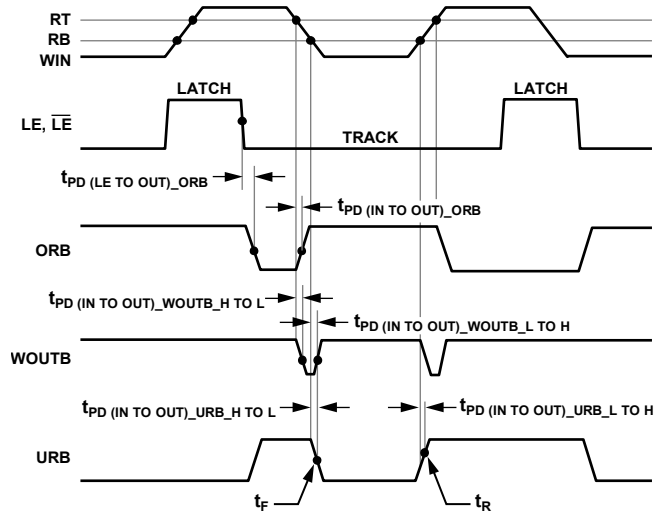 RT
RB
WIN
LATCH
LATCH
LE, L̅E̅
TRACK
tPD (LE TO OUT)_ORB
tPD (IN TO OUT)_ORB
ORB
tPD (IN TO OUT)_WOUTB_H TO L
tPD (IN TO OUT)_WOUTB_L TO H
WOUTB
tPD (IN TO OUT)_URB_H TO L
tPD (IN TO OUT)_URB_L TO H
URB
tF
tR